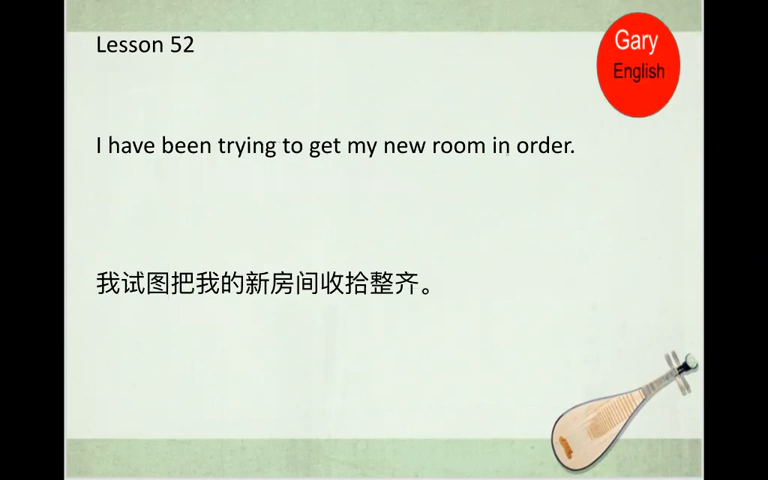 Lesson 52
Gary
English
I have been trying to get my new room in order.
我试图把我的新房间收拾整齐。